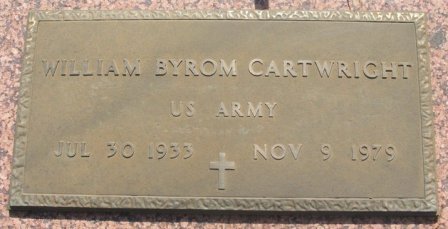 WILLIAM BYROM CARTWRIGHT
US ARMY
JUL 30 1933 NOV 9 1979